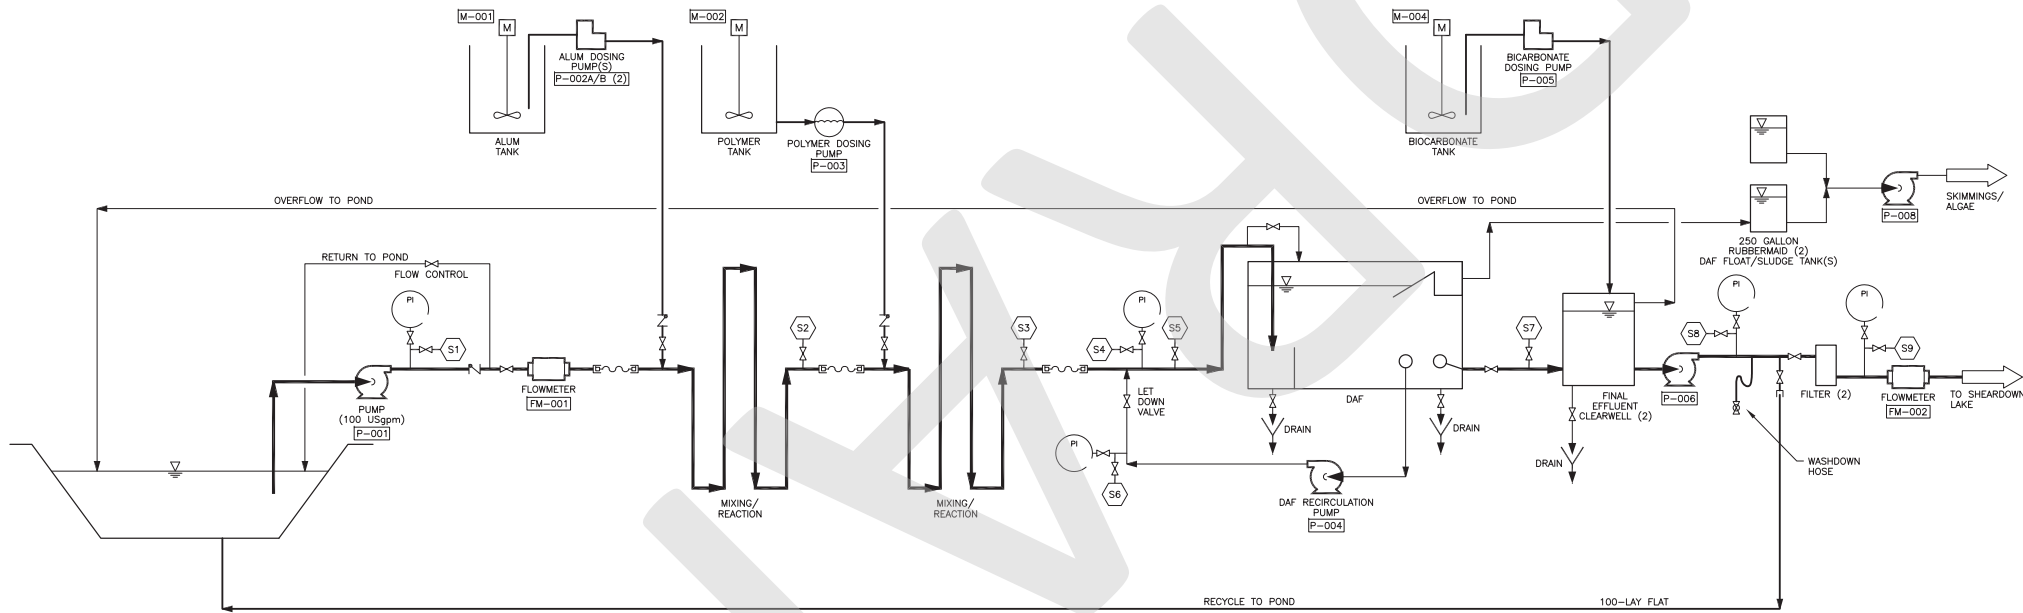 M-001
M
ALUM DOSING
PUMP(S)
P-002A/B (2)
ALUM
TANK
M-002
M
POLYMER
TANK
POLYMER DOSING
PUMP
P-003
M-004
M
BICARBONATE
DOSING PUMP
P-005
BIOCARBONATE
TANK
OVERFLOW TO POND
OVERFLOW TO POND
P-008
SKIMMINGS/
ALGAE
250 GALLON
RUBBERMAID (2)
DAF FLOAT/SLUDGE TANK(S)
RETURN TO POND
FLOW CONTROL
PI
S1
PUMP
(100 USgpm)
P-001
FLOWMETER
FM-001
MIXING/
REACTION
S2
MIXING/
REACTION
S3
PI
S4
S5
LET
DOWN
VALVE
PI
S6
DAF RECIRCULATION
PUMP
P-004
DAF
DRAIN
DRAIN
S7
FINAL
EFFLUENT
CLEARWELL (2)
DRAIN
P-006
PI
S8
WASHDOWN
HOSE
FILTER (2)
PI
S9
FLOWMETER
FM-002
TO SHEARDOWN
LAKE
RECYCLE TO POND
100-LAY FLAT
DRA